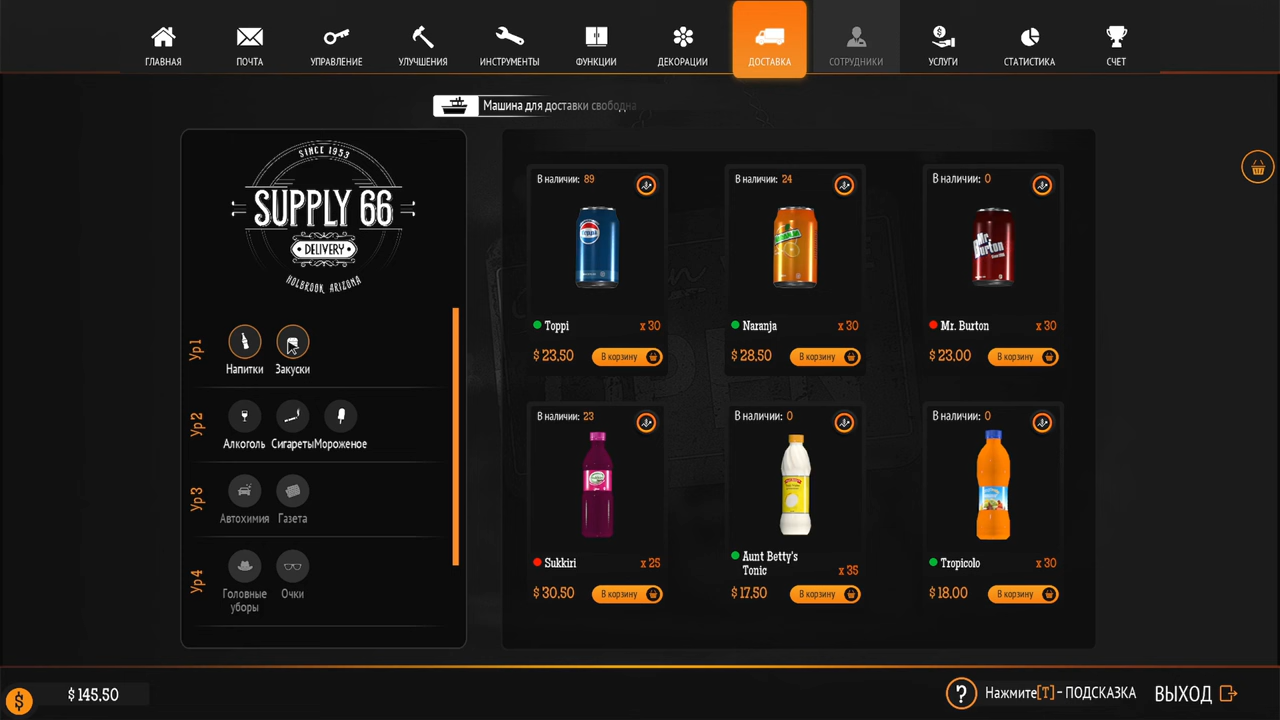 ГЛАВНАЯ
ПОЧТА
УПРАВЛЕНИЕ
УЛУЧШЕНИЯ
ИНСТРУМЕНТЫ
ФУНКЦИИ
ДЕКОРАЦИИ
ДОСТАВКА
СОТРУДНИКИ
УСЛУГИ
СТАТИСТИКА
СЧЕТ
Машина для доставки свободна
SINCE 1953
SUPPLY 66
DELIVERY
HOLBROOK, ARIZONA
Ур1
Напитки
Закуски
Ур2
Алкоголь
Сигареты
Мороженое
Ур3
Автохимия
Газета
Ур4
Головные
уборы
Очки
В наличии: 89
Toppi
Toppi x 30
$ 23.50 В корзину
В наличии: 24
Naranja x 30
$ 28.50 В корзину
В наличии: 0
Mr. Burton
Mr. Burton x 30
$ 23.00 В корзину
В наличии: 23
Sukkiri x 25
$ 30.50 В корзину
В наличии: 0
Aunt Betty's
Tonic x 35
$ 17.50 В корзину
В наличии: 0
Tropicolo x 30
$ 18.00 В корзину
$ $ 145.50
? Нажмите[T] - ПОДСКАЗКА
ВЫХОД